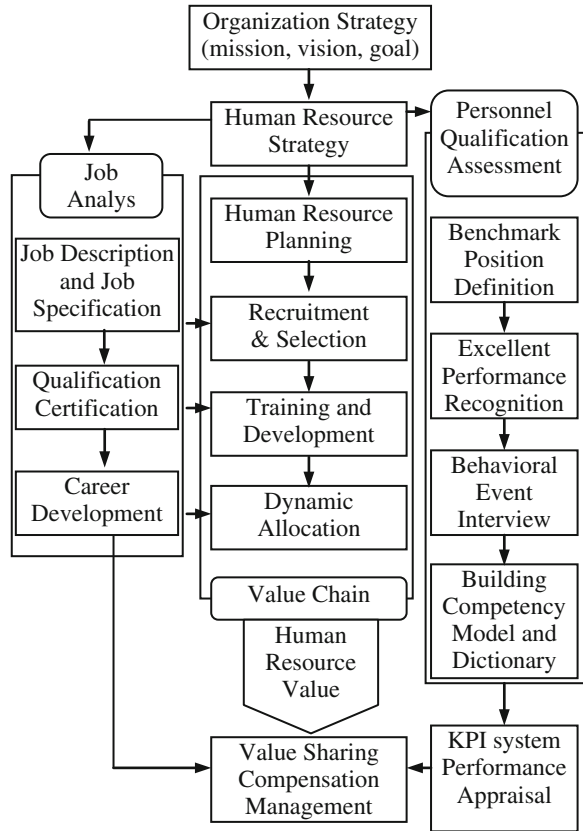 Organization Strategy
(mission, vision, goal)
Human Resource
Strategy
Personnel
Qualification
Assessment
Job
Analys
Job Description
and Job
Specification
Qualification
Certification
Career
Development
Human Resource
Planning
Recruitment
& Selection
Training and
Development
Dynamic
Allocation
Value Chain
Human
Resource
Value
Benchmark
Position
Definition
Excellent
Performance
Recognition
Behavioral
Event
Interview
Building
Competency
Model and
Dictionary
Value Sharing
Compensation
Management
KPI system
Performance
Appraisal